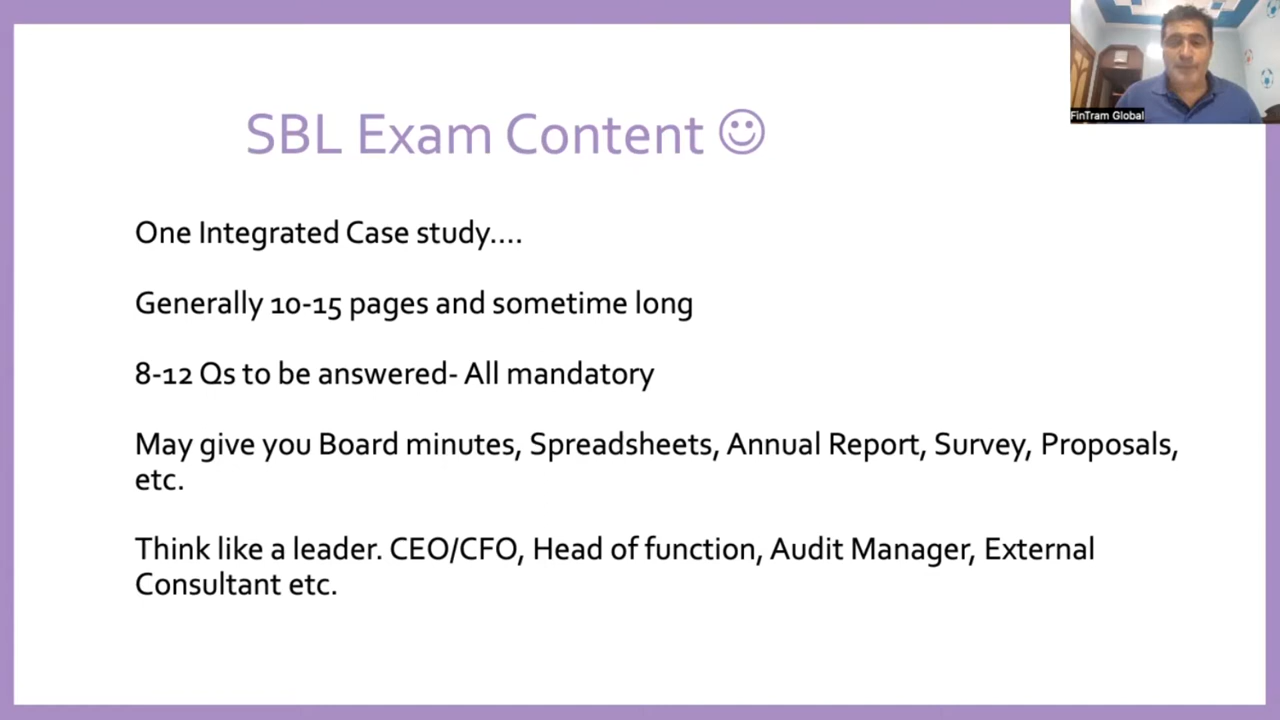 FinTram Global
SBL Exam Content ☺
One Integrated Case study....
Generally 10-15 pages and sometime long
8-12 Qs to be answered- All mandatory
May give you Board minutes, Spreadsheets, Annual Report, Survey, Proposals,
etc.
Think like a leader. CEO/CFO, Head of function, Audit Manager, External
Consultant etc.